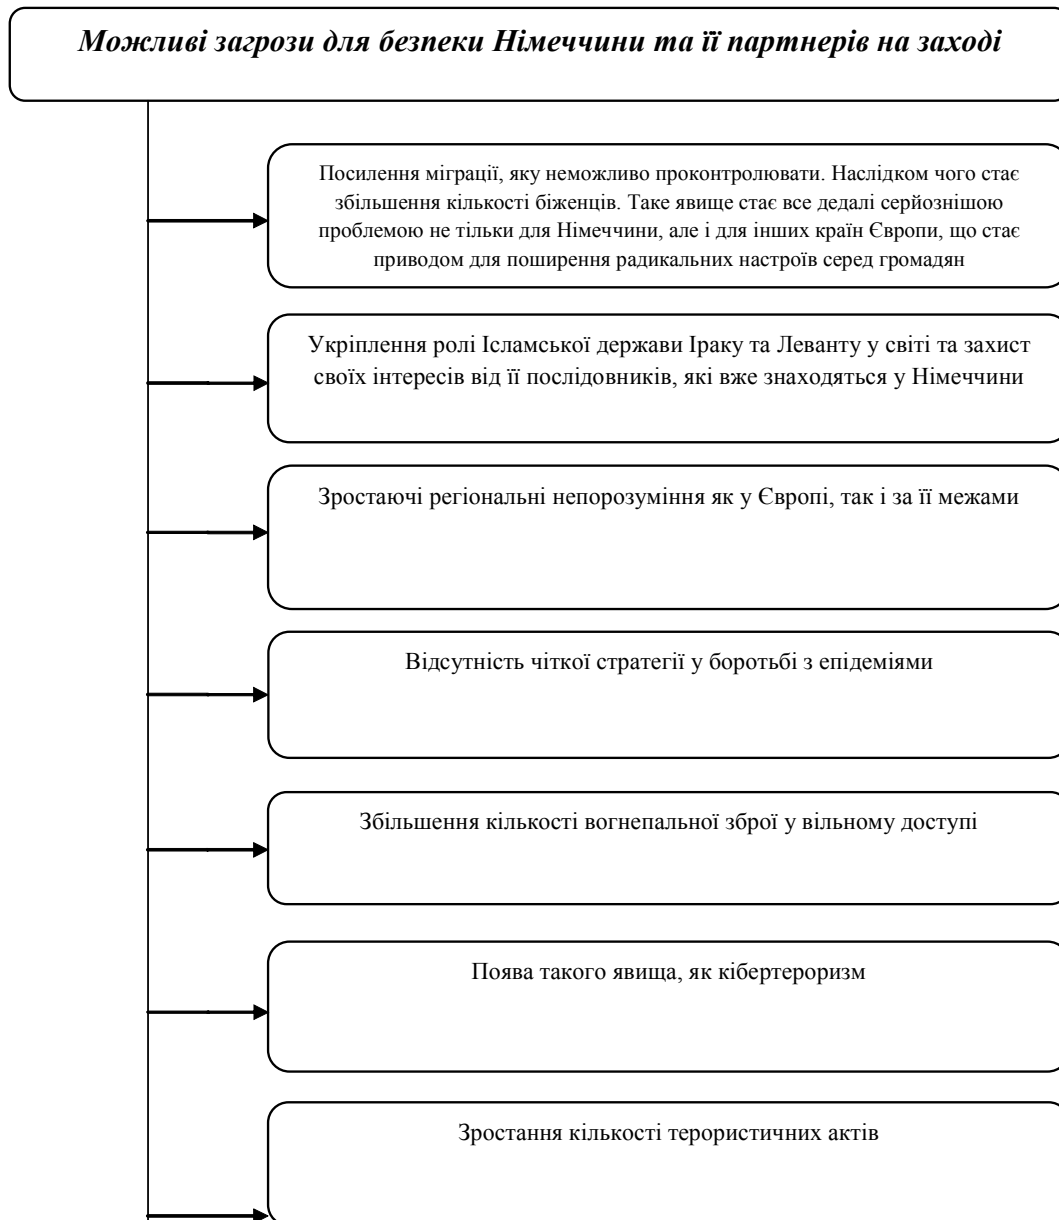 Можливі загрози для безпеки Німеччини та її партнерів на заході
Посилення міграції, яку неможливо проконтролювати. Наслідком чого стає
збільшення кількості біженців. Таке явище стає все дедалі серйознішою
проблемою не тільки для Німеччини, але і для інших країн Європи, що стає
приводом для поширення радикальних настроїв серед громадян
Укріплення ролі Ісламської держави Іраку та Леванту у світі та захист
своїх інтересів від її послідовників, які вже знаходяться у Німеччини
Зростаючі регіональні непорозуміння як у Європі, так і за її межами
Відсутність чіткої стратегії у боротьбі з епідеміями
Збільшення кількості вогнепальної зброї у вільному доступі
Поява такого явища, як кібертероризм
Зростання кількості терористичних актів